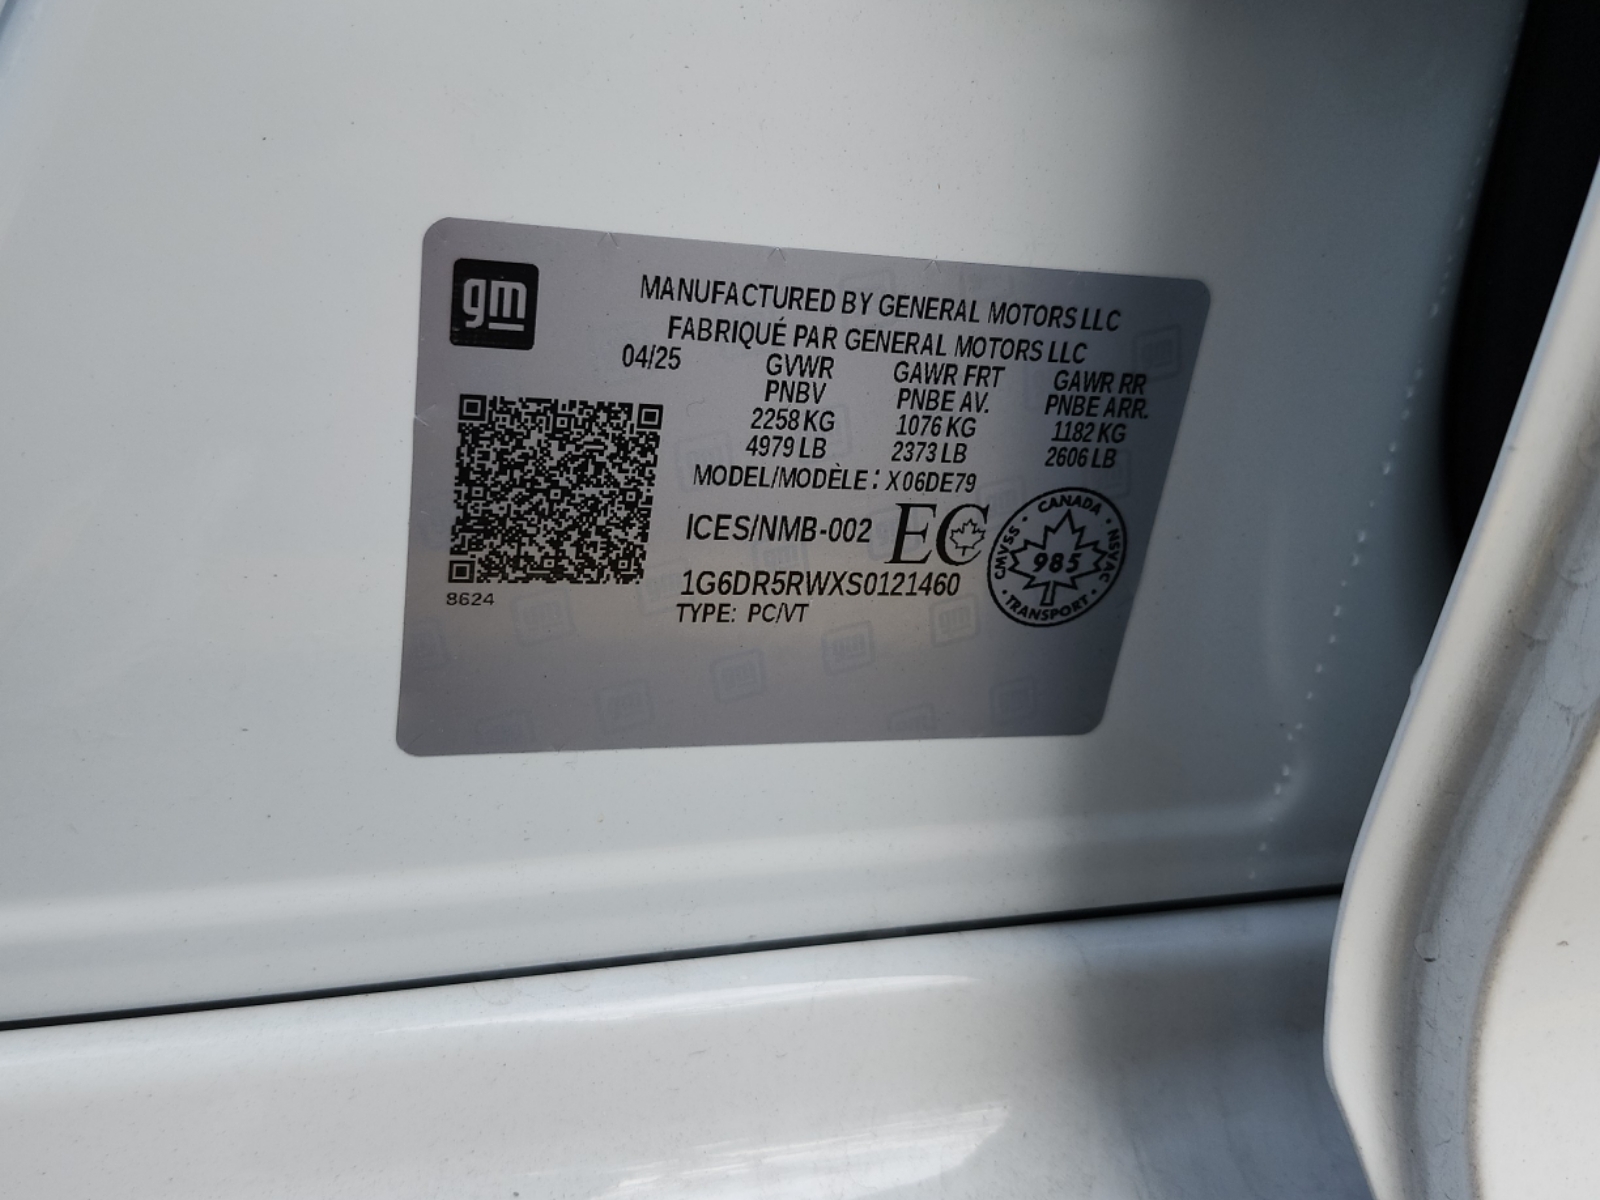 gm
MANUFACTURED BY GENERAL MOTORS LLC
FABRIQUÉ PAR GENERAL MOTORS LLC
04/25 GVWR GAWR FRT GAWR RR
PNBV PNBE AV. PNBE ARR.
2258 KG 1076 KG 1182 KG
4979 LB 2373 LB 2606 LB
MODEL/MODÈLE: X06DE79
ICES/NMB-002 EC
CANADA
CMVSS NSVAC
985
TRANSPORT
1G6DR5RWXS0121460
8624
TYPE: PC/VT